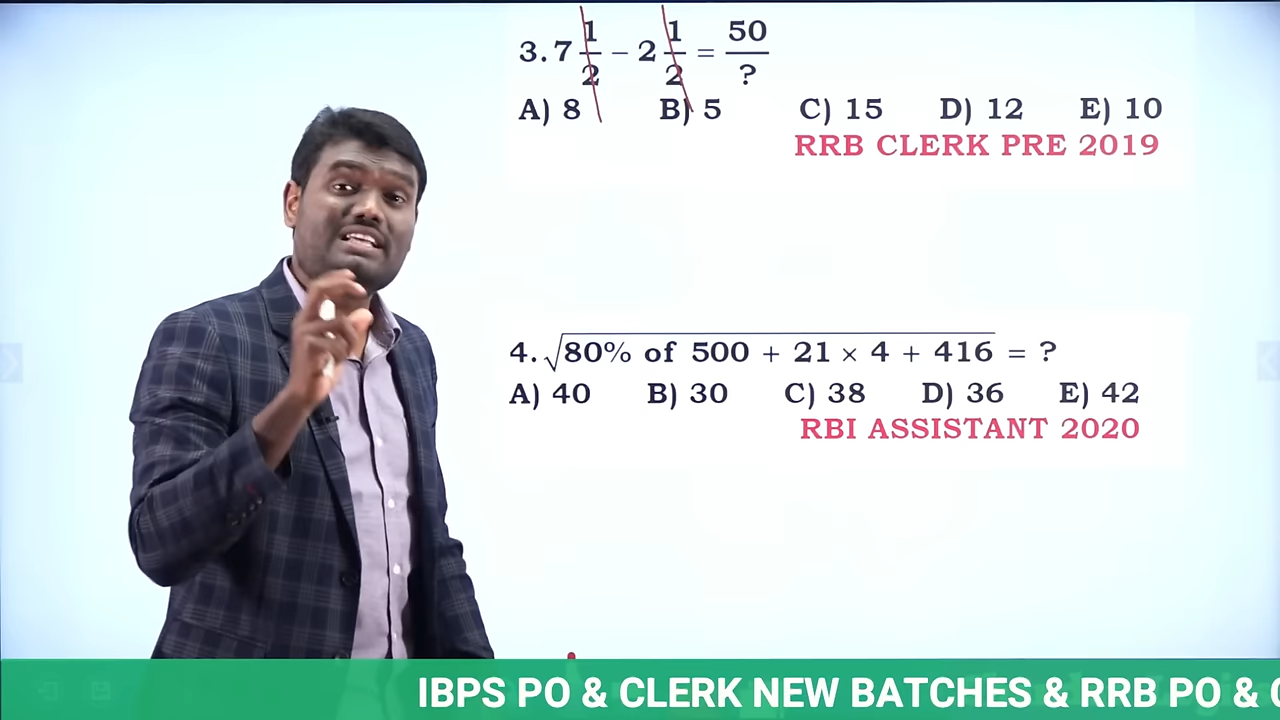 3. 7 1/2 – 2 1/2 = 50/?
A) 8 B) 5 C) 15 D) 12 E) 10
RRB CLERK PRE 2019
4. √80% of 500 + 21 × 4 + 416 = ?
A) 40 B) 30 C) 38 D) 36 E) 42
RBI ASSISTANT 2020
IBPS PO & CLERK NEW BATCHES & RRB PO &